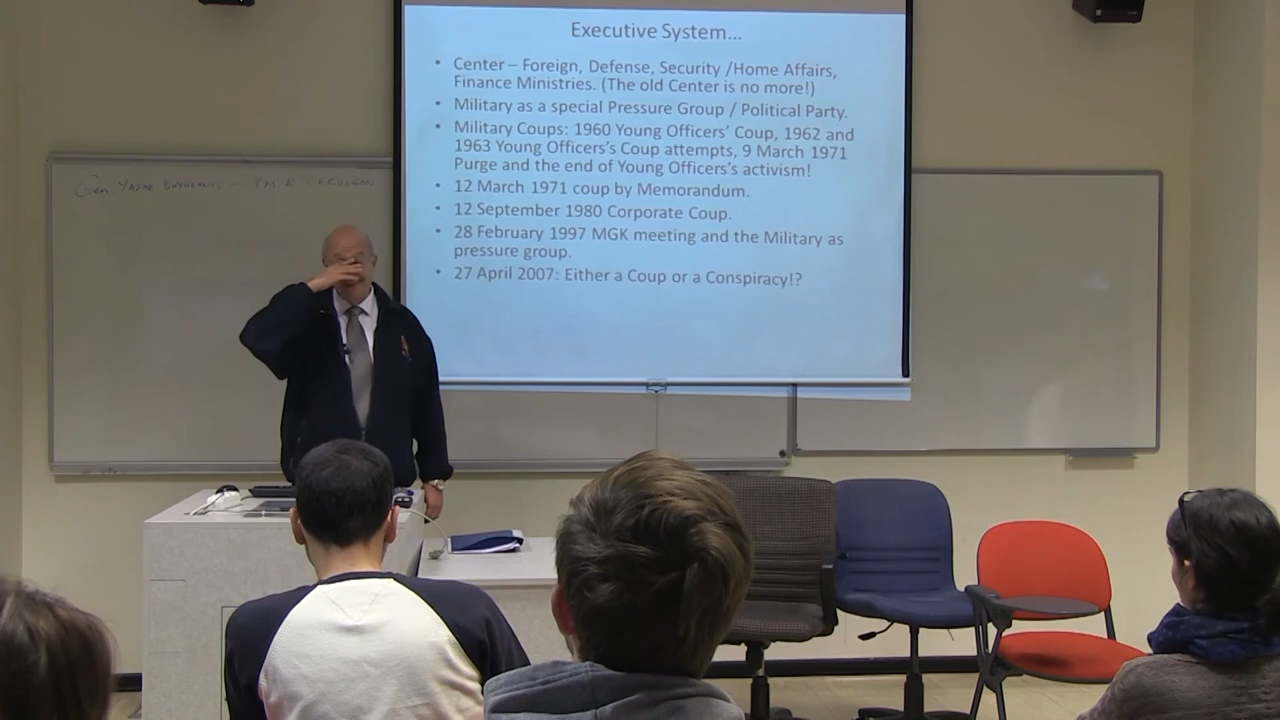 Executive System...
• Center – Foreign, Defense, Security /Home Affairs,
Finance Ministries. (The old Center is no more!)
• Military as a special Pressure Group / Political Party.
• Military Coups: 1960 Young Officers' Coup, 1962 and
1963 Young Officers's Coup attempts, 9 March 1971
Purge and the end of Young Officers's activism!
• 12 March 1971 coup by Memorandum.
• 12 September 1980 Corporate Coup.
• 28 February 1997 MGK meeting and the Military as
pressure group.
• 27 April 2007: Either a Coup or a Conspiracy!?
Gen. YAŞAR